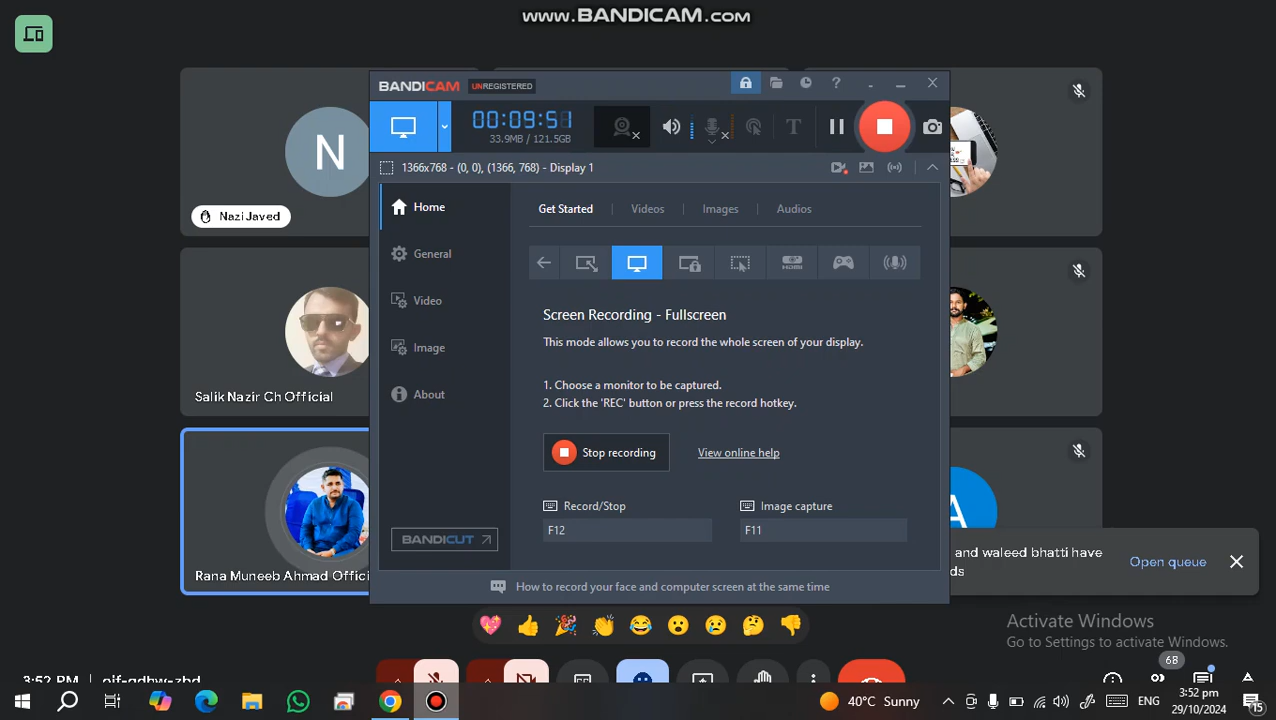 www.BANDICAM.com
BANDICAM UNREGISTERED
00:09:51
33.9MB / 121.5GB
1366x768 - (0, 0), (1366, 768) - Display 1
Home
General
Video
Image
About
BANDICUT
Get Started
Videos
Images
Audios
HDMI
Screen Recording - Fullscreen
This mode allows you to record the whole screen of your display.
1. Choose a monitor to be captured.
2. Click the 'REC' button or press the record hotkey.
Stop recording
View online help
Record/Stop
F12
Image capture
F11
How to record your face and computer screen at the same time
N
Nazi Javed
Salik Nazir Ch Official
Rana Muneeb Ahmad Offici
and waleed bhatti have
ds
Open queue
Activate Windows
Go to Settings to activate Windows.
68
3:52 PM
40°C Sunny
ENG
3:52 pm
29/10/2024
15